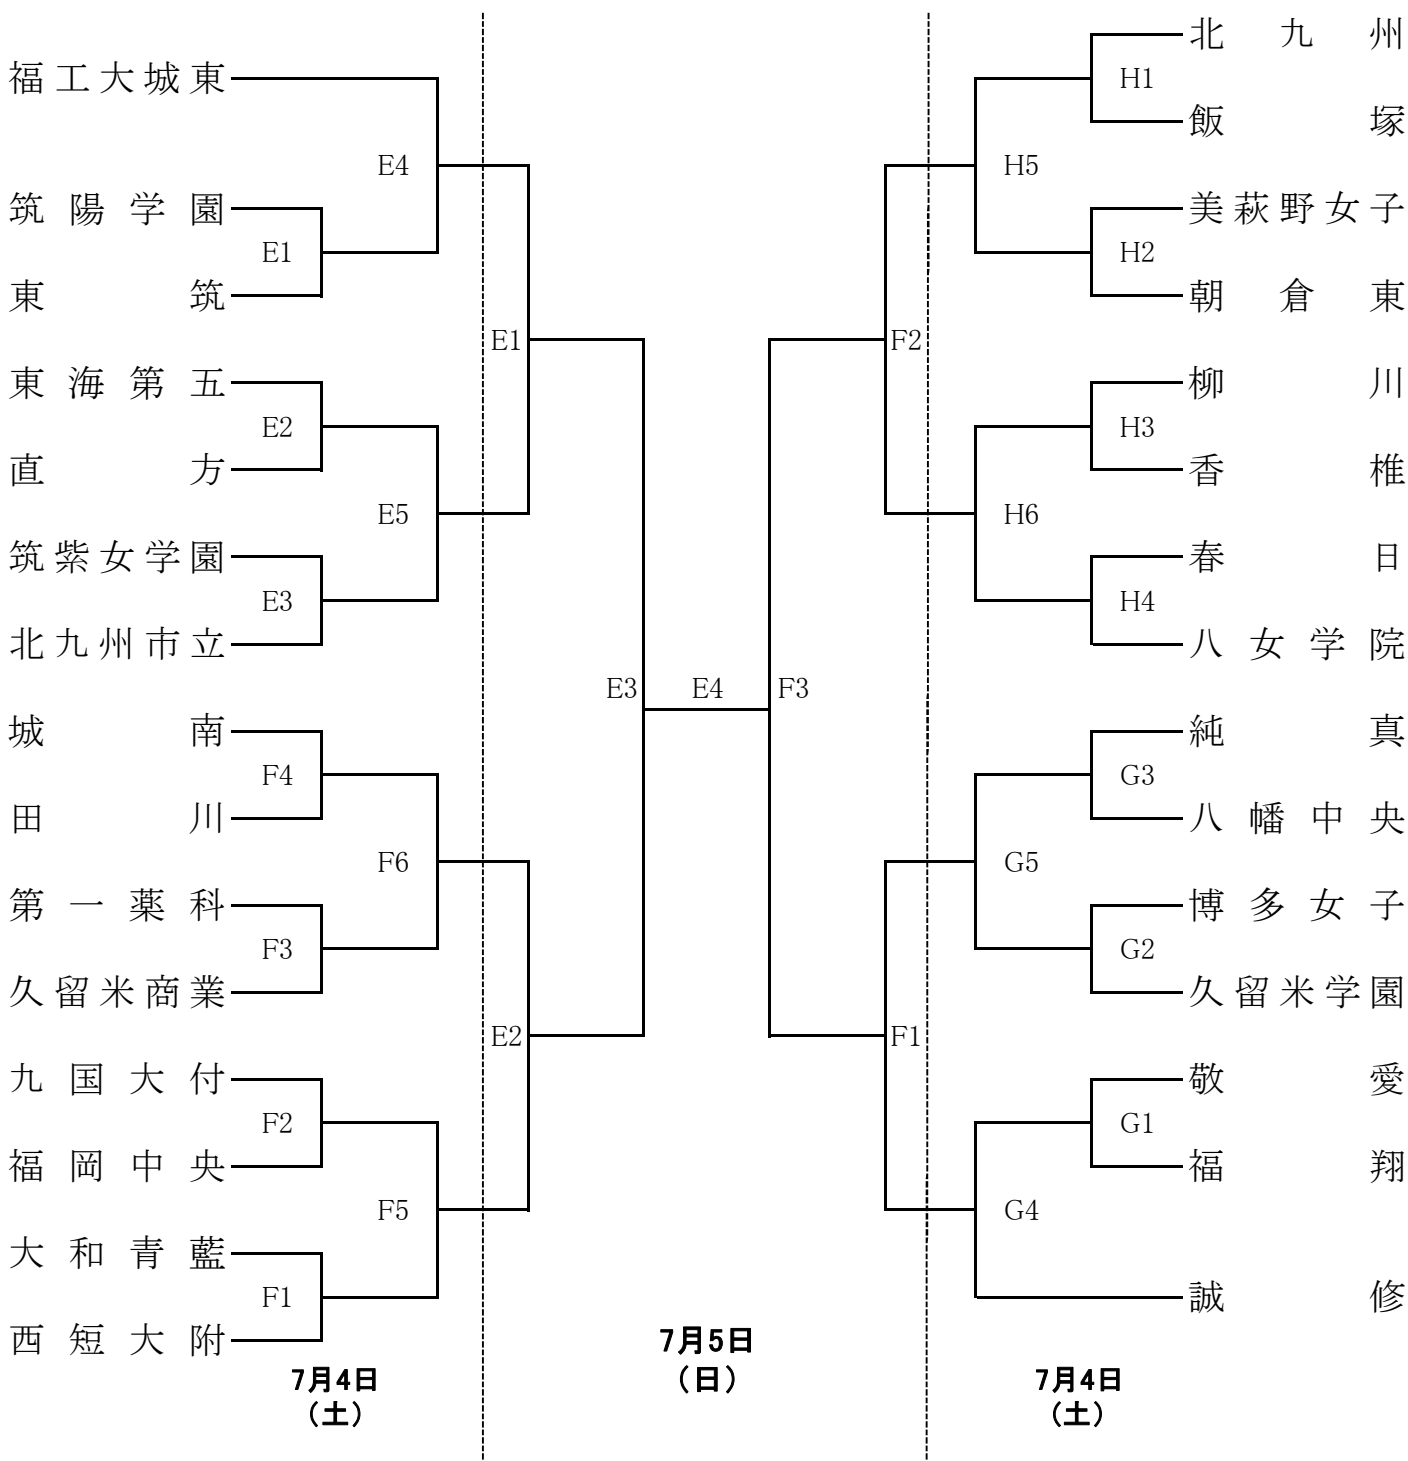 福工大城東
E4
筑陽学園
E1
東筑
E1
東海第五
E2
直方
E5
筑紫女学園
E3
北九州市立
城南
F4
田川
F6
第一薬科
F3
久留米商業
E2
九国大付
F2
福岡中央
F5
大和青藍
F1
西短大附
7月4日
(土)
E3
E4
F3
7月5日
(日)
北九州
H1
飯塚
H5
美萩野女子
H2
朝倉東
F2
柳川
H3
香椎
H6
春日
H4
八女学院
純真
G3
八幡中央
G5
博多女子
G2
久留米学園
F1
敬愛
G1
福翔
G4
誠修
7月4日
(土)